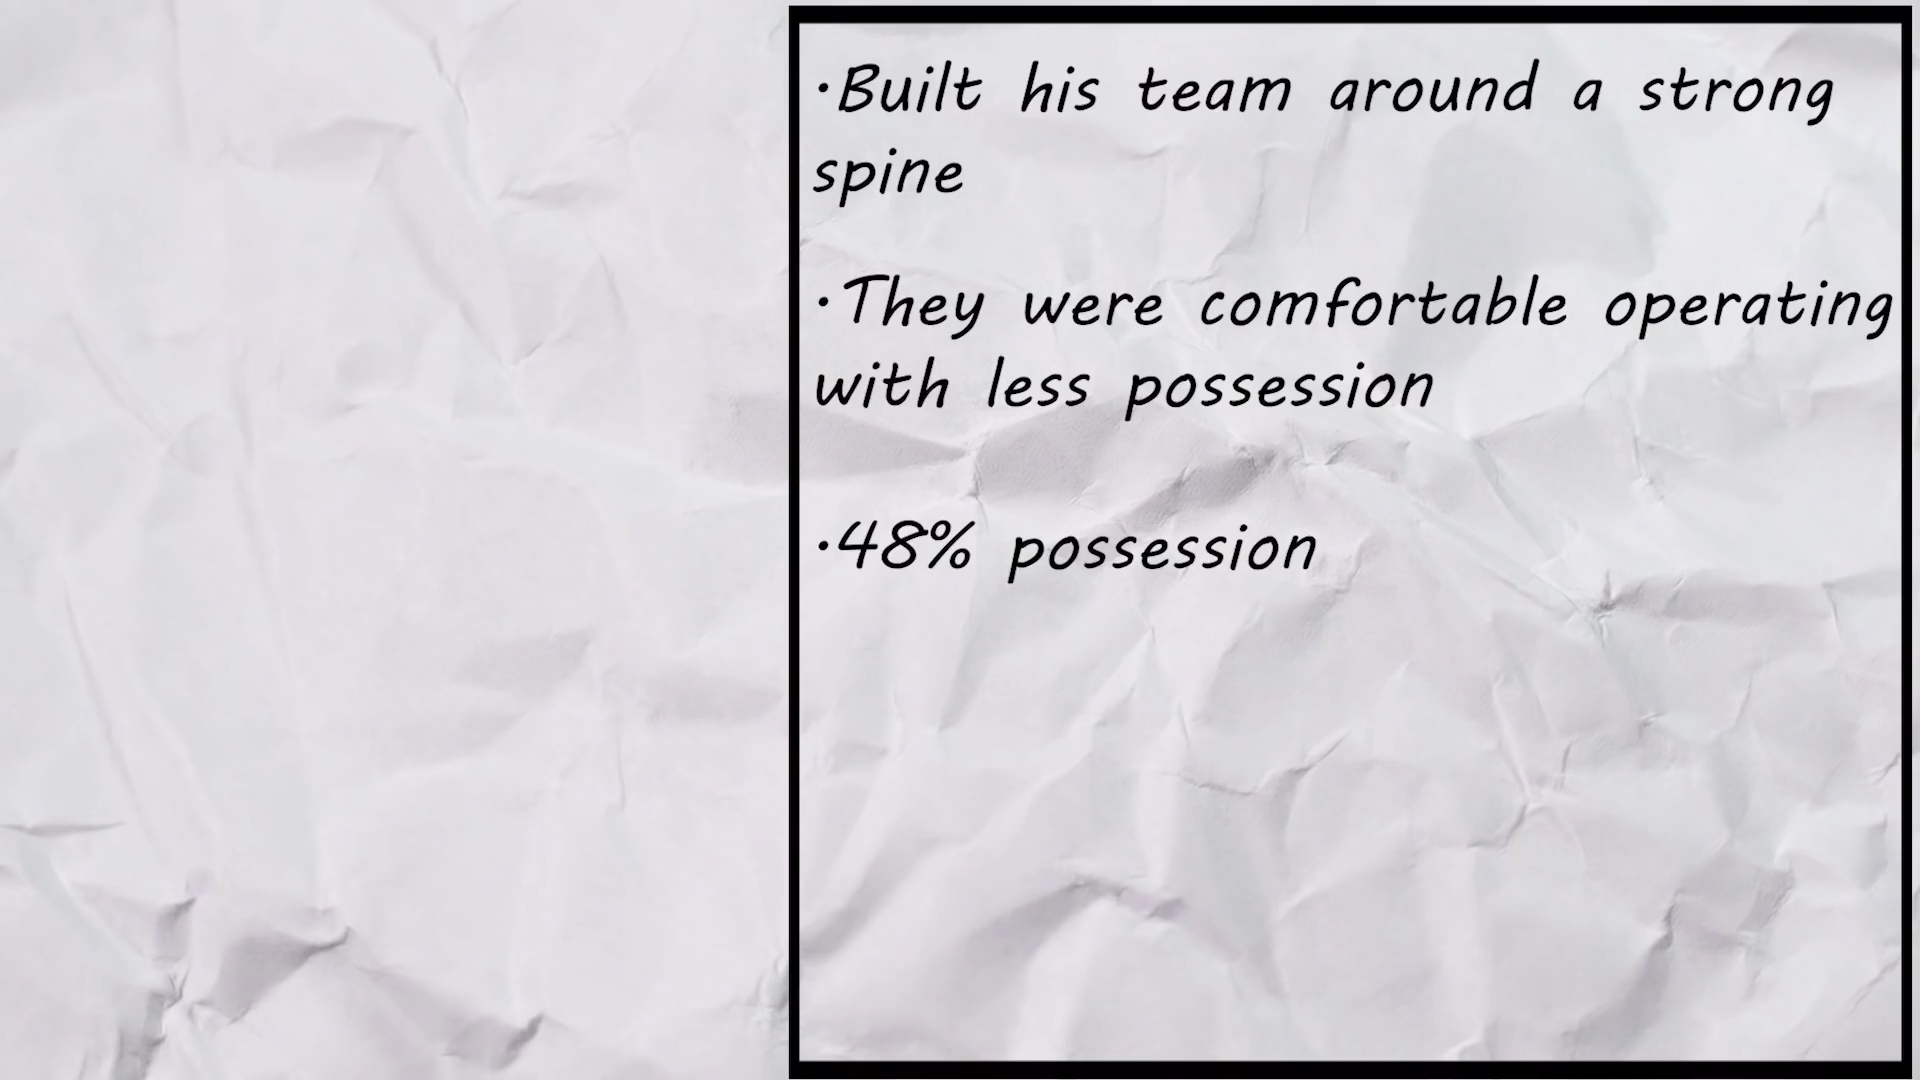 ·Built his team around a strong
spine
·They were comfortable operating
with less possession
·48% possession